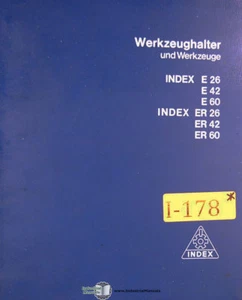 Werkzeughalter
und Werkzeuge
INDEX E 26
E 42
E 60
INDEX ER 26
ER 42
ER 60
I-178
INDEX